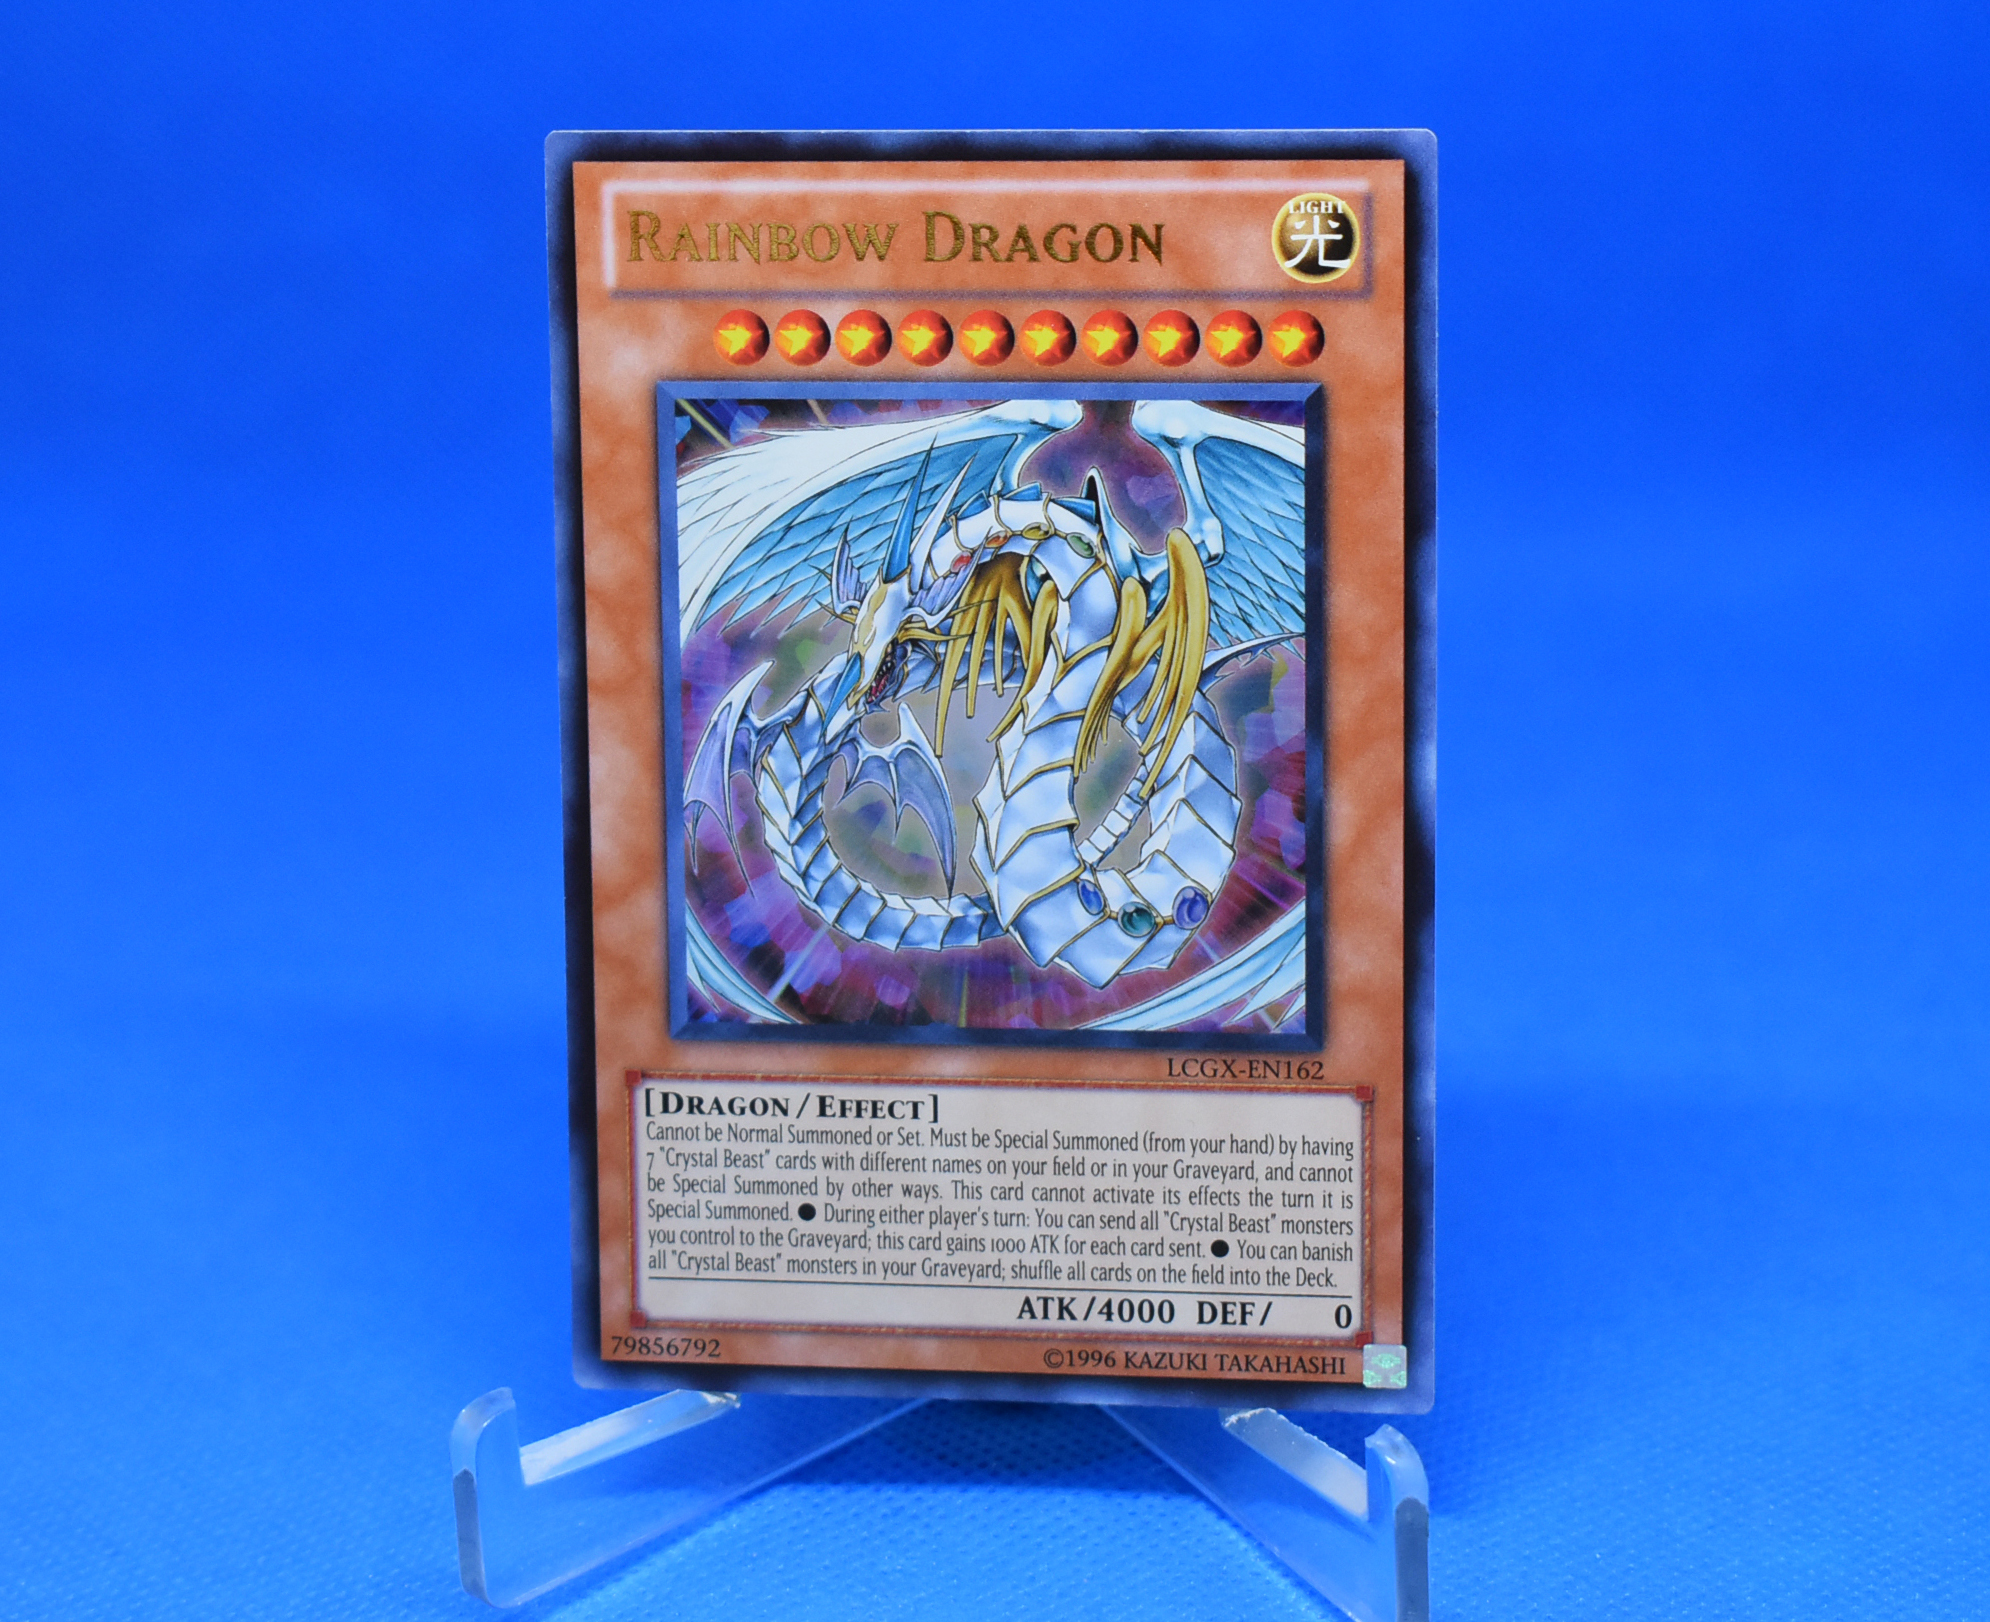 Rainbow Dragon
LIGHT
光
LCGX-EN162
[Dragon/Effect]
Cannot be Normal Summoned or Set. Must be Special Summoned (from your hand) by having
7 "Crystal Beast" cards with different names on your field or in your Graveyard, and cannot
be Special Summoned by other ways. This card cannot activate its effects the turn it is
Special Summoned. ● During either player's turn: You can send all "Crystal Beast" monsters
you control to the Graveyard; this card gains 1000 ATK for each card sent. ● You can banish
all "Crystal Beast" monsters in your Graveyard; shuffle all cards on the field into the Deck.
ATK/4000 DEF/ 0
79856792
©1996 KAZUKI TAKAHASHI